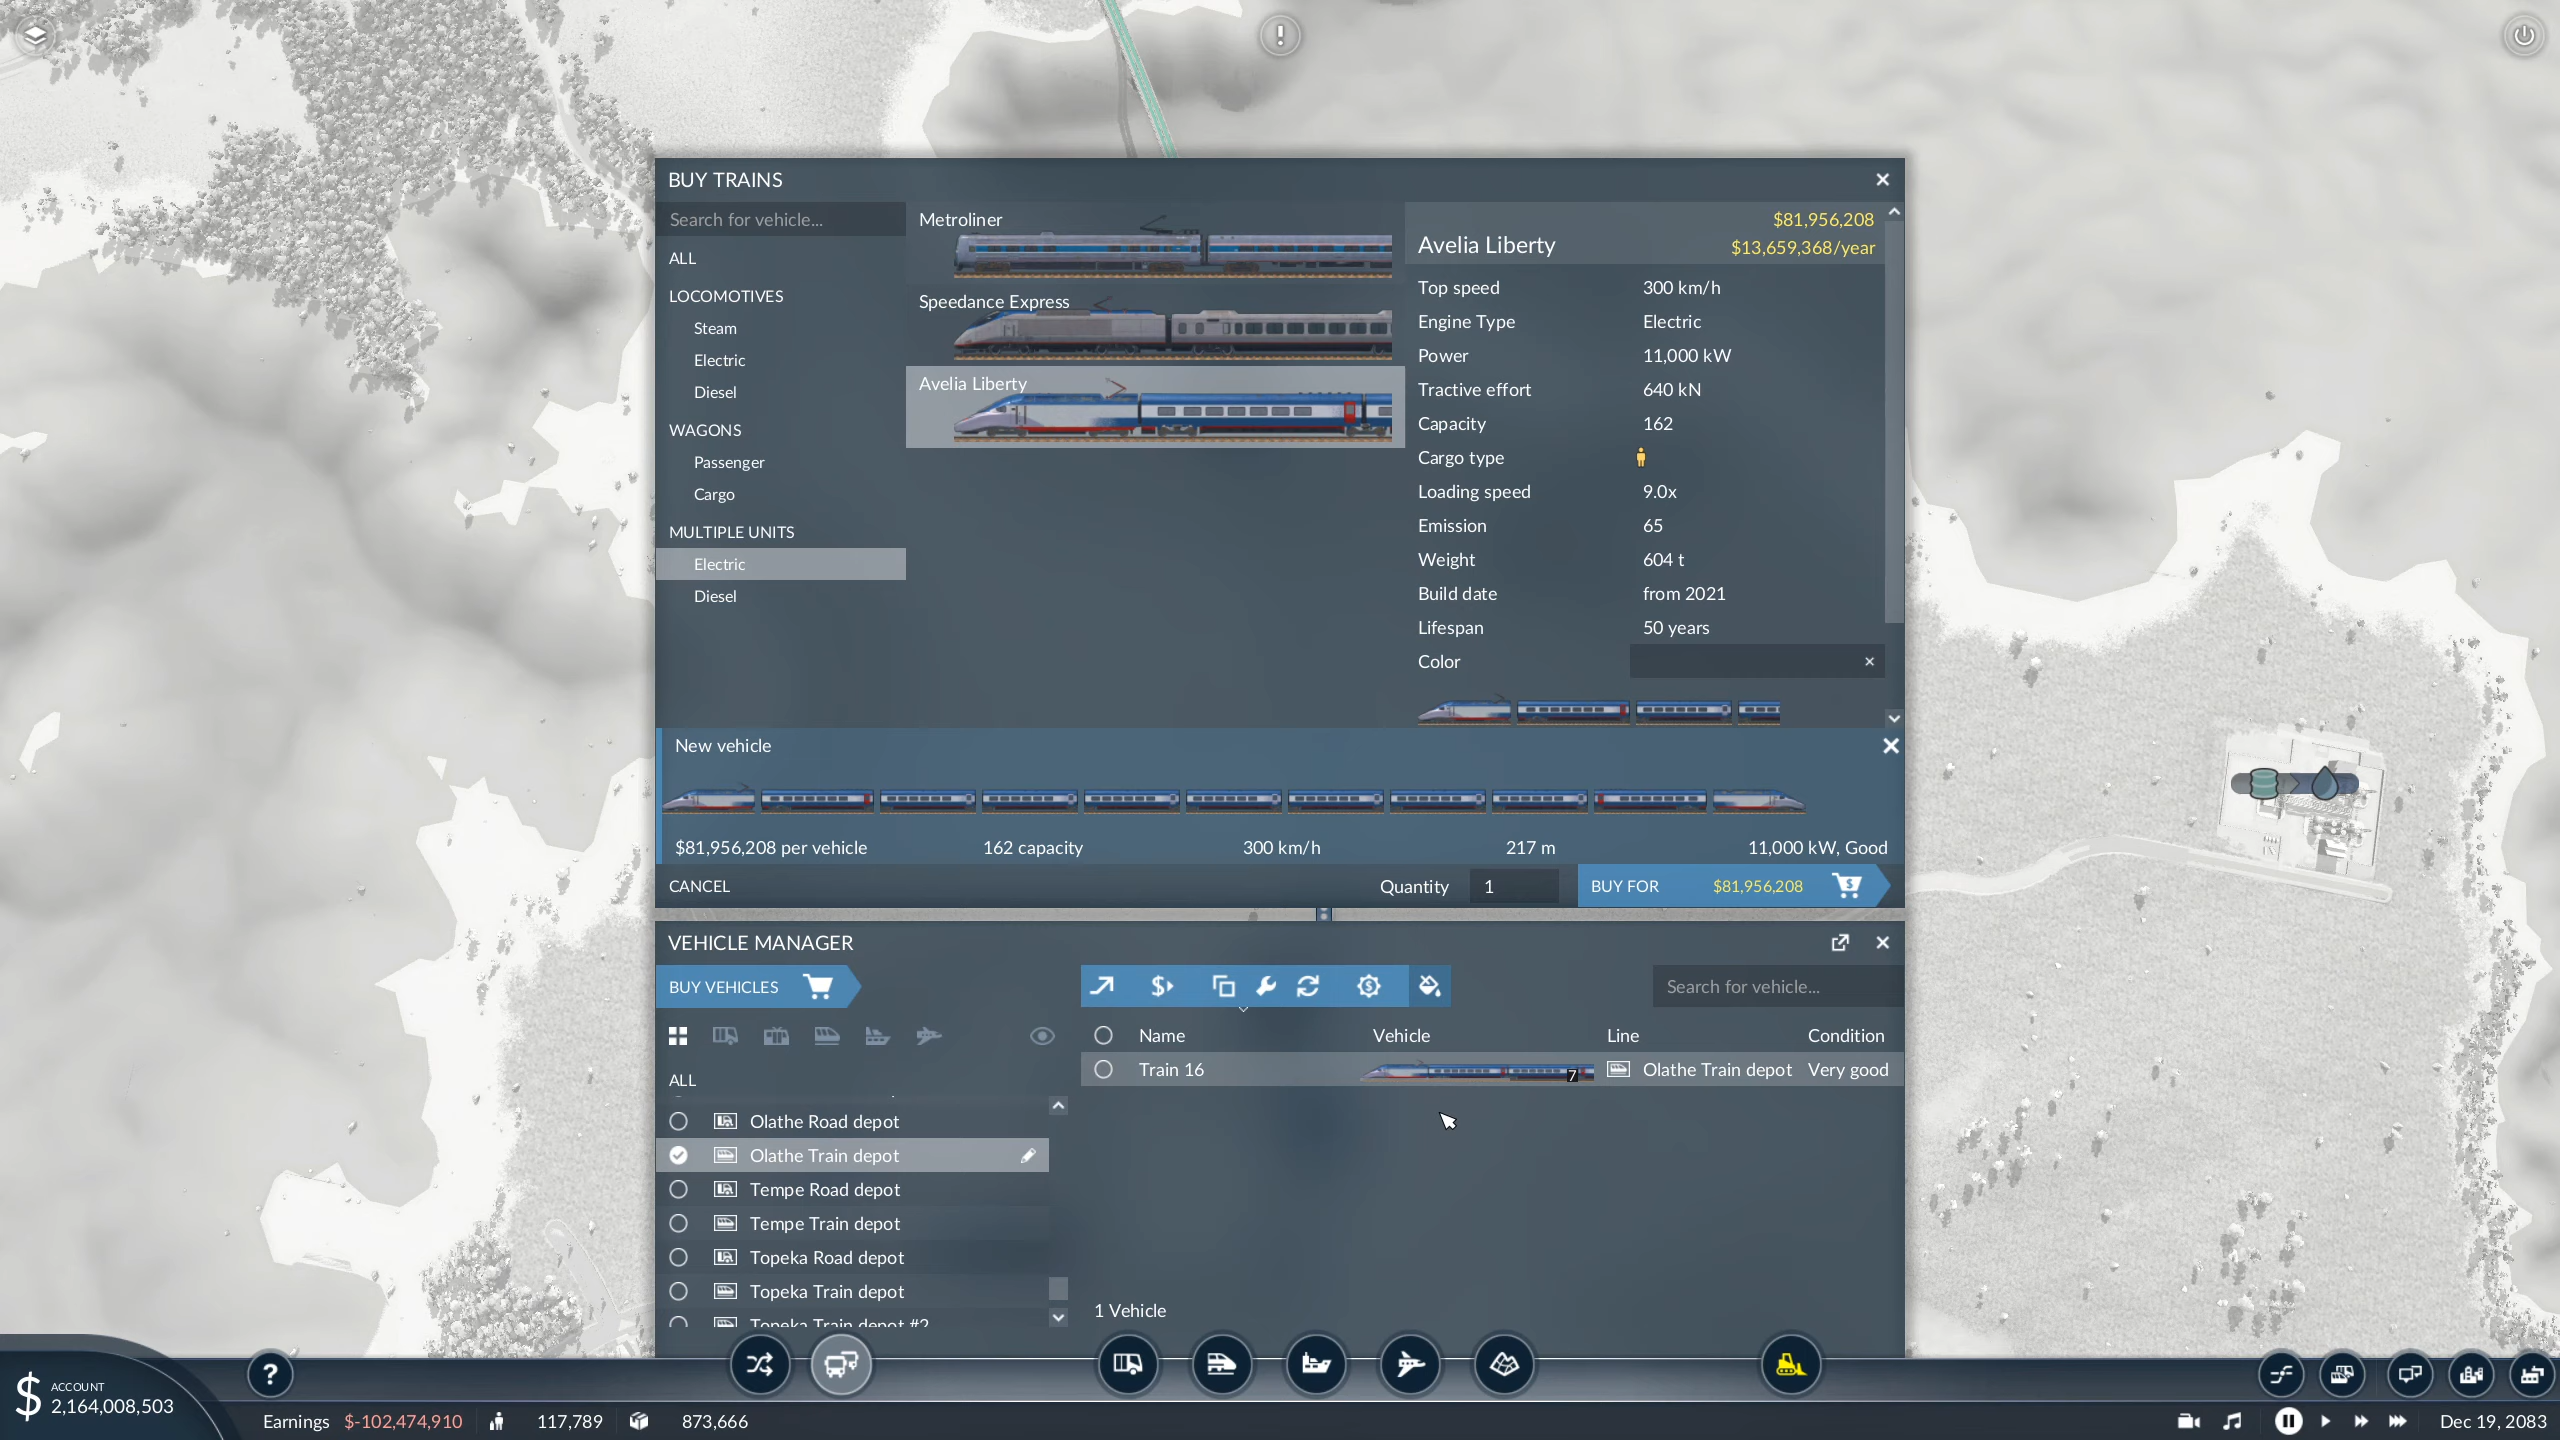 BUY TRAINS
Search for vehicle...
ALL
LOCOMOTIVES
Steam
Electric
Diesel
WAGONS
Passenger
Cargo
MULTIPLE UNITS
Electric
Diesel
Metroliner
Speedance Express
Avelia Liberty
$81,956,208
Avelia Liberty
$13,659,368/year
Top speed 300 km/h
Engine Type Electric
Power 11,000 kW
Tractive effort 640 kN
Capacity 162
Cargo type
Loading speed 9.0x
Emission 65
Weight 604 t
Build date from 2021
Lifespan 50 years
Color
New vehicle
$81,956,208 per vehicle 162 capacity 300 km/h 217 m 11,000 kW, Good
CANCEL Quantity 1 BUY FOR $81,956,208
VEHICLE MANAGER
BUY VEHICLES
Search for vehicle...
ALL
Olathe Road depot
Olathe Train depot
Tempe Road depot
Tempe Train depot
Topeka Road depot
Topeka Train depot
Topeka Train depot #2
Name Vehicle Line Condition
Train 16 7 Olathe Train depot Very good
1 Vehicle
ACCOUNT
$ 2,164,008,503
Earnings $-102,474,910 117,789 873,666 Dec 19, 2083